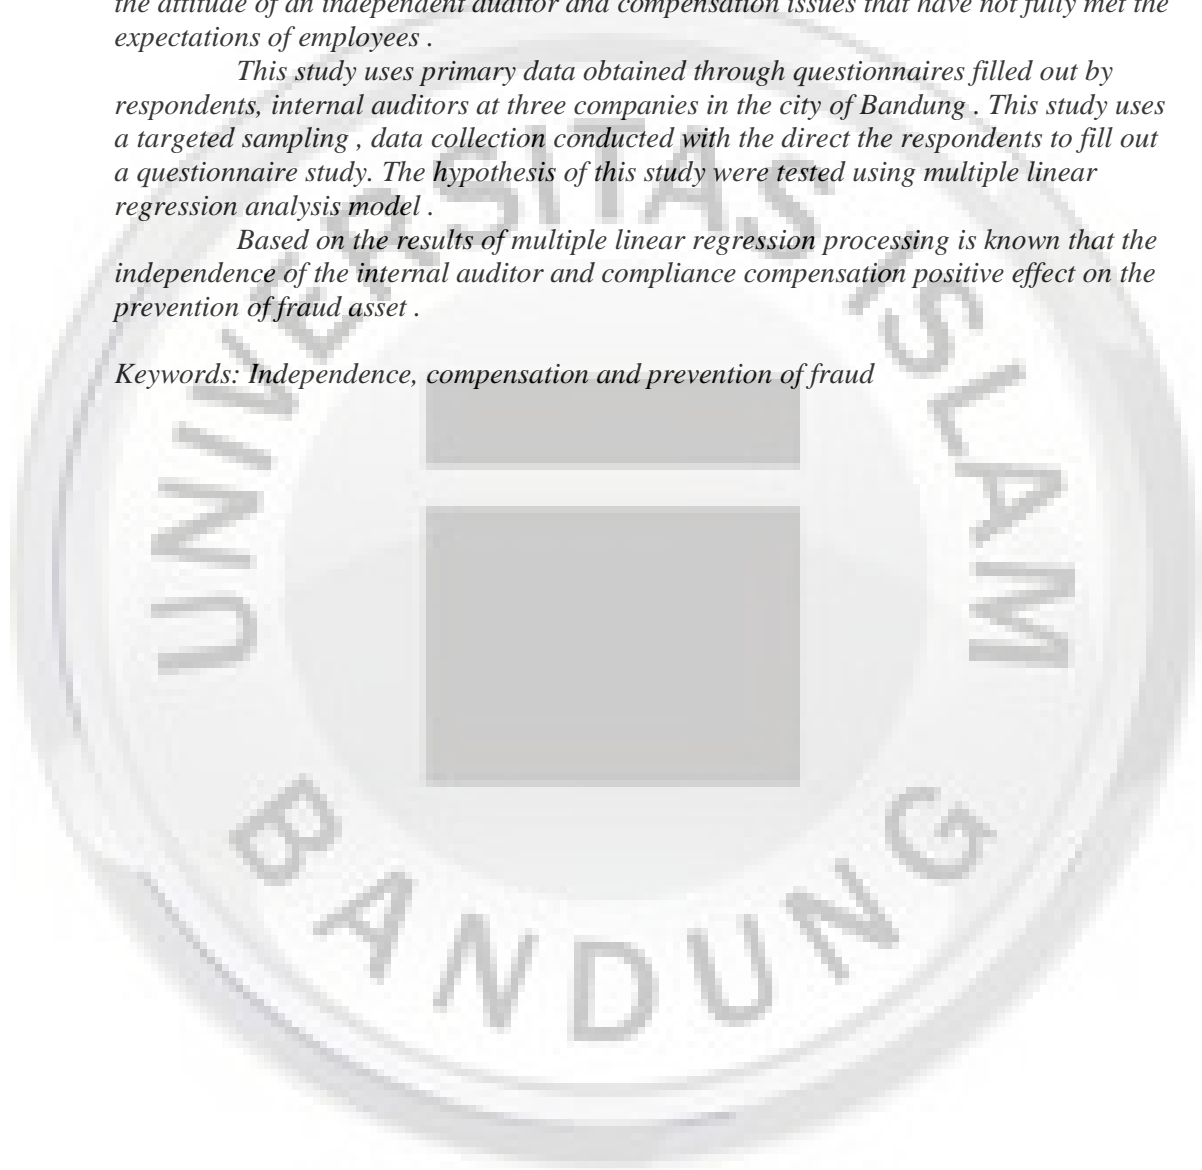 the attitude of an independent auditor and compensation issues that have not fully met the
expectations of employees .
This study uses primary data obtained through questionnaires filled out by
respondents, internal auditors at three companies in the city of Bandung . This study uses
a targeted sampling , data collection conducted with the direct the respondents to fill out
a questionnaire study. The hypothesis of this study were tested using multiple linear
regression analysis model .
Based on the results of multiple linear regression processing is known that the
independence of the internal auditor and compliance compensation positive effect on the
prevention of fraud asset .
Keywords: Independence, compensation and prevention of fraud
UNIVERSITAS ISLAM
BANDUNG